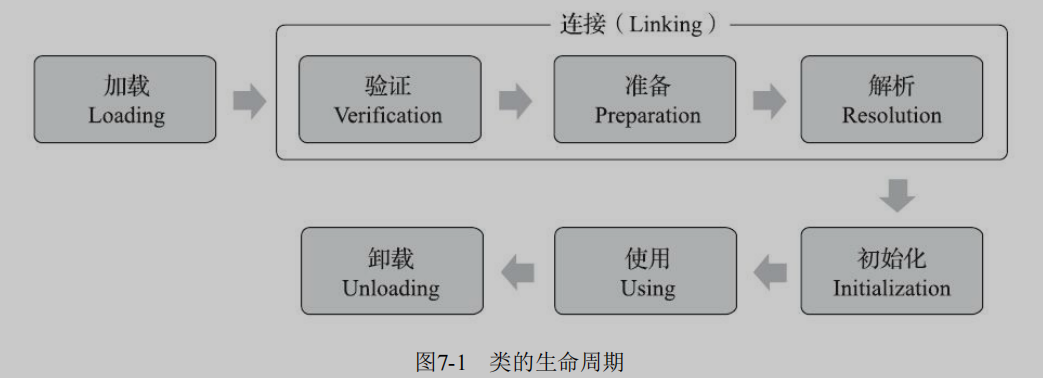 连接（Linking）
加载
Loading
验证
Verification
准备
Preparation
解析
Resolution
初始化
Initialization
使用
Using
卸载
Unloading
图7-1 类的生命周期